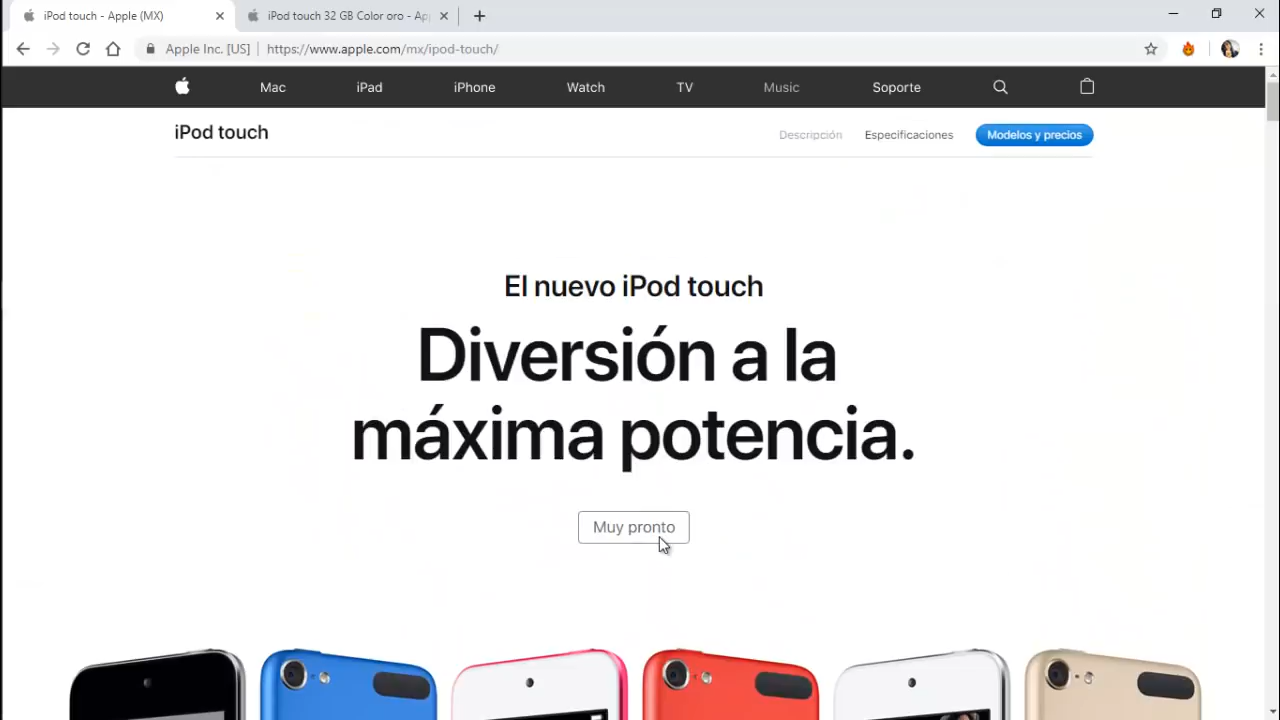 iPod touch - Apple (MX)
iPod touch 32 GB Color oro - Ap
Apple Inc. [US]
https://www.apple.com/mx/ipod-touch/
Mac iPad iPhone Watch TV Music Soporte
iPod touch Descripción Especificaciones Modelos y precios
El nuevo iPod touch
Diversión a la
máxima potencia.
Muy pronto